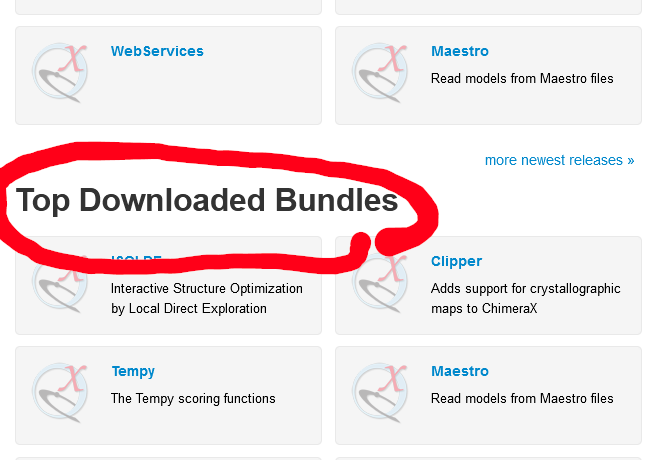 WebServices
Maestro
Read models from Maestro files
more newest releases »
Top Downloaded Bundles
ISOLDE
Interactive Structure Optimization
by Local Direct Exploration
Clipper
Adds support for crystallographic
maps to ChimeraX
Tempy
The Tempy scoring functions
Maestro
Read models from Maestro files